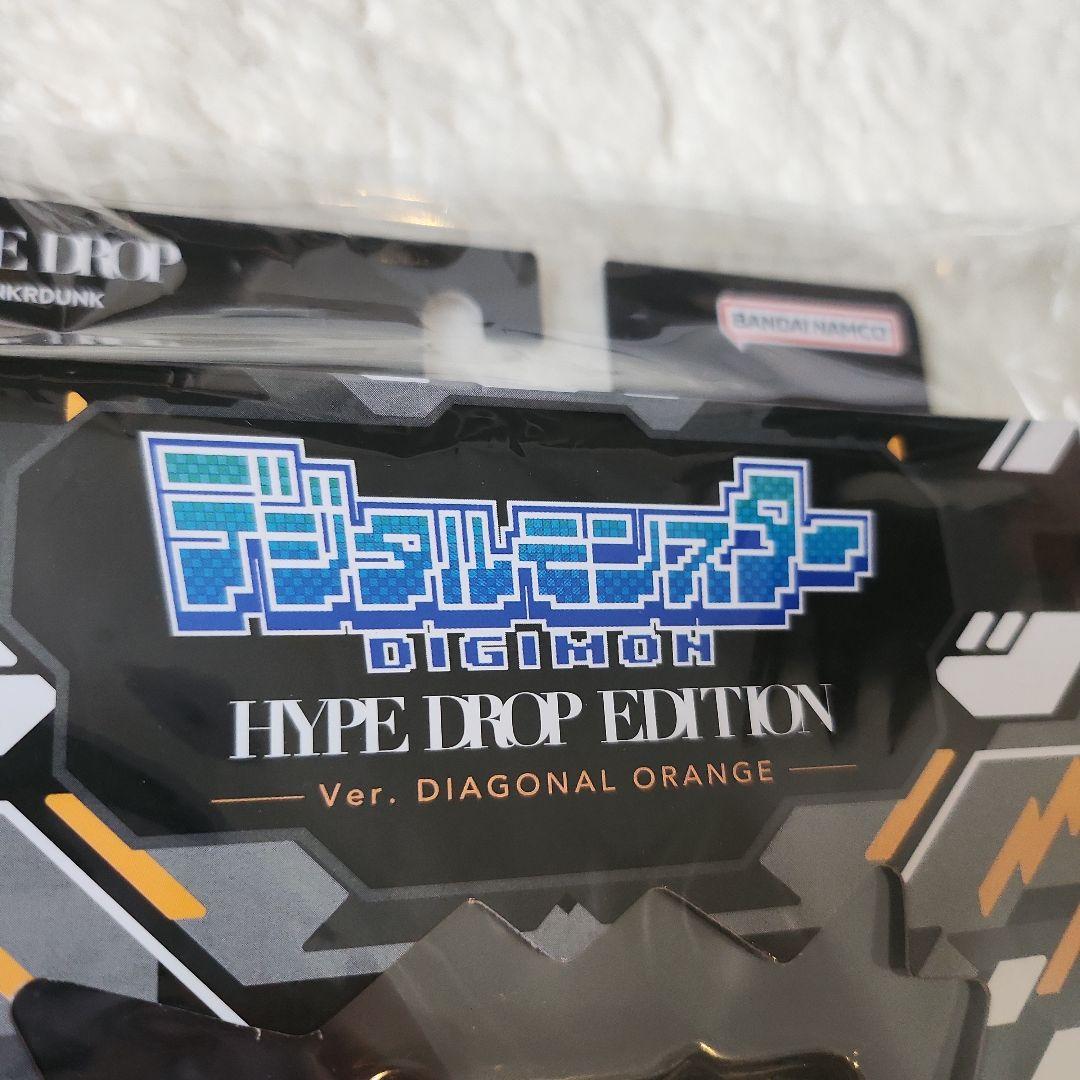 E DROP
NKRDUNK
BANDAI NAMCO
デジタルモンスター
DIGIMON
HYPE DROP EDITION
Ver. DIAGONAL ORANGE